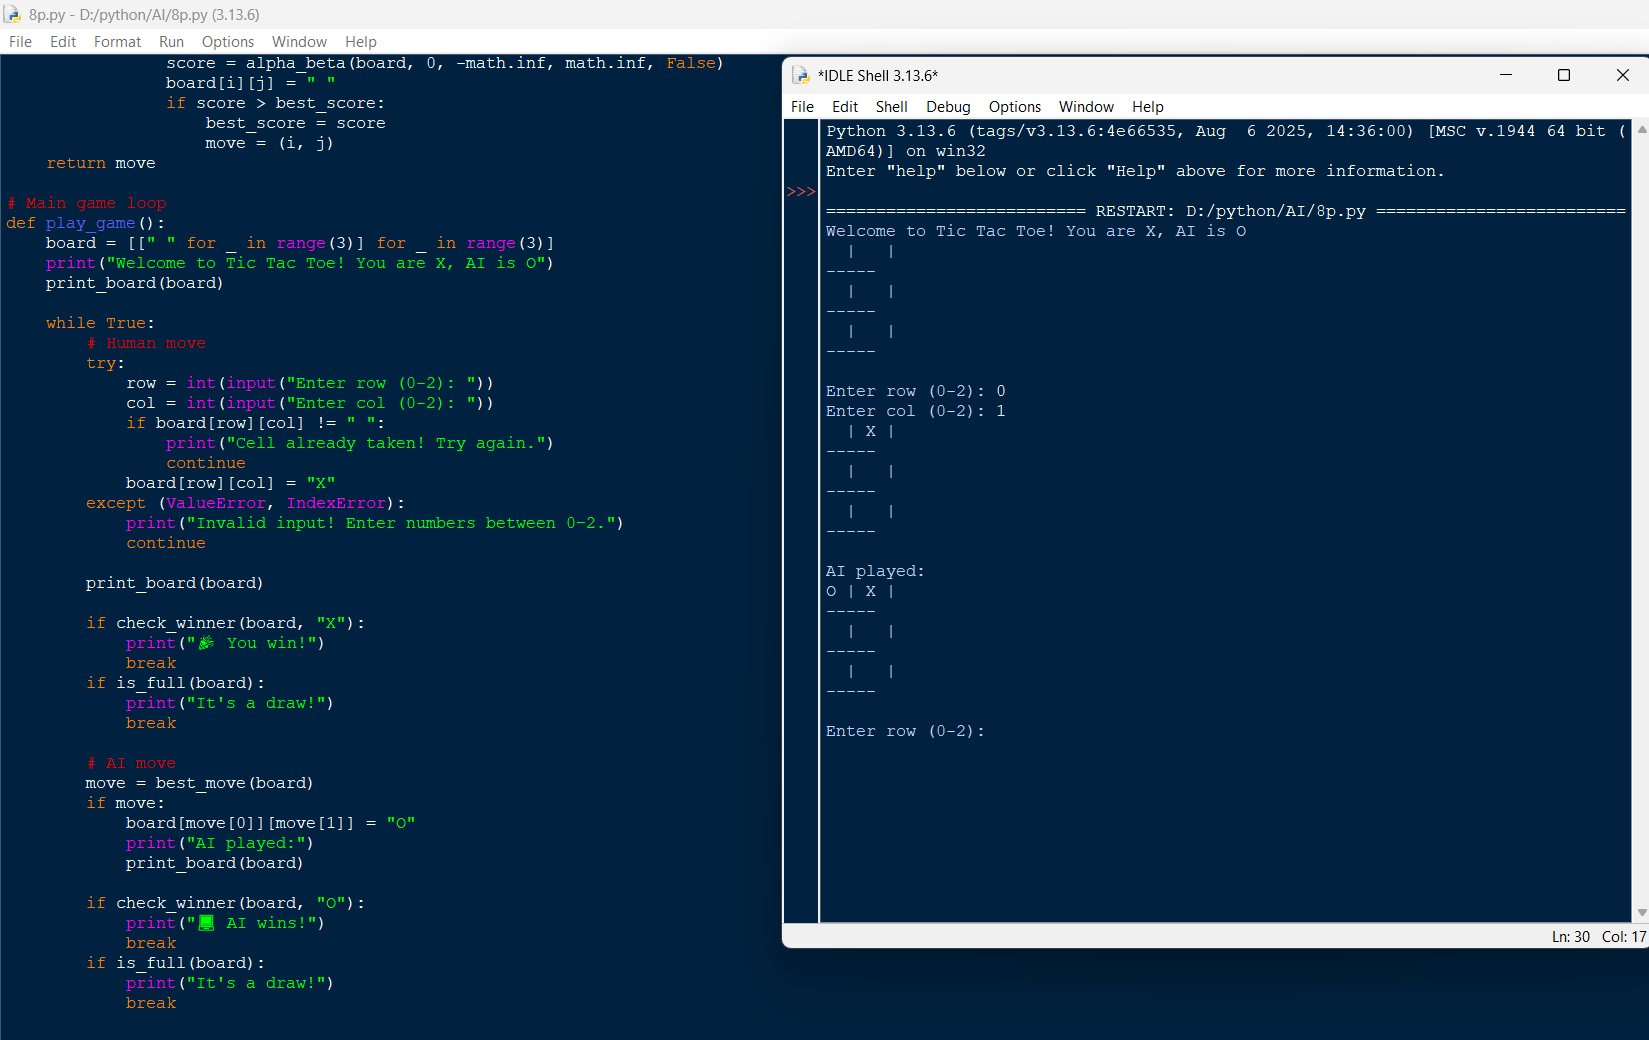 8p.py - D:/python/AI/8p.py (3.13.6)
File Edit Format Run Options Window Help
                score = alpha_beta(board, 0, -math.inf, math.inf, False)
                board[i][j] = " "
                if score > best_score:
                    best_score = score
                    move = (i, j)
    return move
# Main game loop
def play_game():
    board = [[" " for _ in range(3)] for _ in range(3)]
    print("Welcome to Tic Tac Toe! You are X, AI is O")
    print_board(board)
    while True:
        # Human move
        try:
            row = int(input("Enter row (0-2): "))
            col = int(input("Enter col (0-2): "))
            if board[row][col] != " ":
                print("Cell already taken! Try again.")
                continue
            board[row][col] = "X"
        except (ValueError, IndexError):
            print("Invalid input! Enter numbers between 0-2.")
            continue
        print_board(board)
        if check_winner(board, "X"):
            print("🎉 You win!")
            break
        if is_full(board):
            print("It's a draw!")
            break
        # AI move
        move = best_move(board)
        if move:
            board[move[0]][move[1]] = "O"
            print("AI played:")
            print_board(board)
        if check_winner(board, "O"):
            print("💻 AI wins!")
            break
        if is_full(board):
            print("It's a draw!")
            break
*IDLE Shell 3.13.6*
File Edit Shell Debug Options Window Help
Python 3.13.6 (tags/v3.13.6:4e66535, Aug  6 2025, 14:36:00) [MSC v.1944 64 bit (
AMD64)] on win32
Enter "help" below or click "Help" above for more information.
>>>
========================== RESTART: D:/python/AI/8p.py =========================
Welcome to Tic Tac Toe! You are X, AI is O
  |   |
-----
  |   |
-----
  |   |
-----
Enter row (0-2): 0
Enter col (0-2): 1
  | X |
-----
  |   |
-----
  |   |
-----
AI played:
O | X |
-----
  |   |
-----
  |   |
-----
Enter row (0-2):
Ln: 30 Col: 17